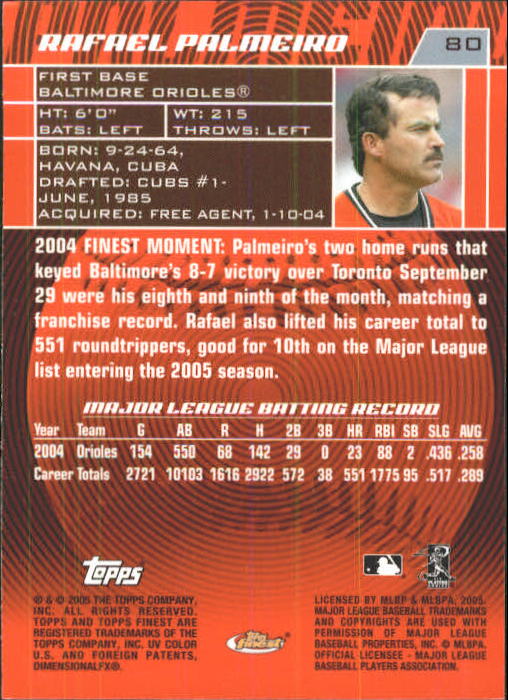 RAFAEL PALMEIRO
80
FIRST BASE
BALTIMORE ORIOLES®
HT: 6'0" WT: 215
BATS: LEFT THROWS: LEFT
BORN: 9-24-64,
HAVANA, CUBA
DRAFTED: CUBS #1-
JUNE, 1985
ACQUIRED: FREE AGENT, 1-10-04
2004 FINEST MOMENT: Palmeiro's two home runs that
keyed Baltimore's 8-7 victory over Toronto September
29 were his eighth and ninth of the month, matching a
franchise record. Rafael also lifted his career total to
551 roundtrippers, good for 10th on the Major League
list entering the 2005 season.
MAJOR LEAGUE BATTING RECORD
Year Team G AB R H 2B 3B HR RBI SB SLG AVG
2004 Orioles 154 550 68 142 29 0 23 88 2 .436 .258
Career Totals 2721 10103 1616 2922 572 38 551 1775 95 .517 .289
Topps
® & © 2005 THE TOPPS COMPANY,
INC. ALL RIGHTS RESERVED.
TOPPS AND TOPPS FINEST ARE
REGISTERED TRADEMARKS OF THE
TOPPS COMPANY, INC. UV COLOR
U.S. AND FOREIGN PATENTS,
DIMENSIONALFX®.
finest
LICENSED BY MLBP & MLBPA, 2005.
MAJOR LEAGUE BASEBALL TRADEMARKS
AND COPYRIGHTS ARE USED WITH
PERMISSION OF MAJOR LEAGUE
BASEBALL PROPERTIES, INC. © MLBPA.
OFFICIAL LICENSEE - MAJOR LEAGUE
BASEBALL PLAYERS ASSOCIATION.